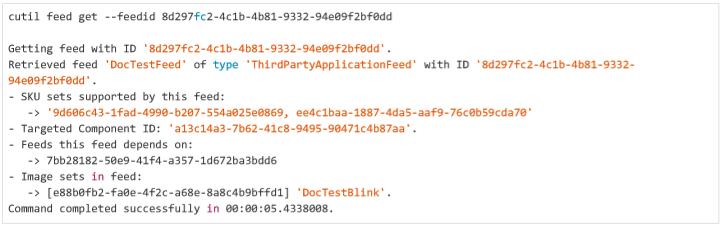 cutil feed get --feedid 8d297fc2-4c1b-4b81-9332-94e09f2bf0dd
Getting feed with ID '8d297fc2-4c1b-4b81-9332-94e09f2bf0dd'.
Retrieved feed 'DocTestFeed' of type 'ThirdPartyApplicationFeed' with ID '8d297fc2-4c1b-4b81-9332-
94e09f2bf0dd'.
- SKU sets supported by this feed:
-> '9d606c43-1fad-4990-b207-554a025e0869, ee4c1baa-1887-4da5-aaf9-76c0b59cda70'
- Targeted Component ID: 'a13c14a3-7b62-41c8-9495-90471c4b87aa'.
- Feeds this feed depends on:
-> 7bb28182-50e9-41f4-a357-1d672ba3bdd6
- Image sets in feed:
-> [e88b0fb2-fa0e-4f2c-a68e-8a8c4b9bffd1] 'DocTestBlink'.
Command completed successfully in 00:00:05.4338008.